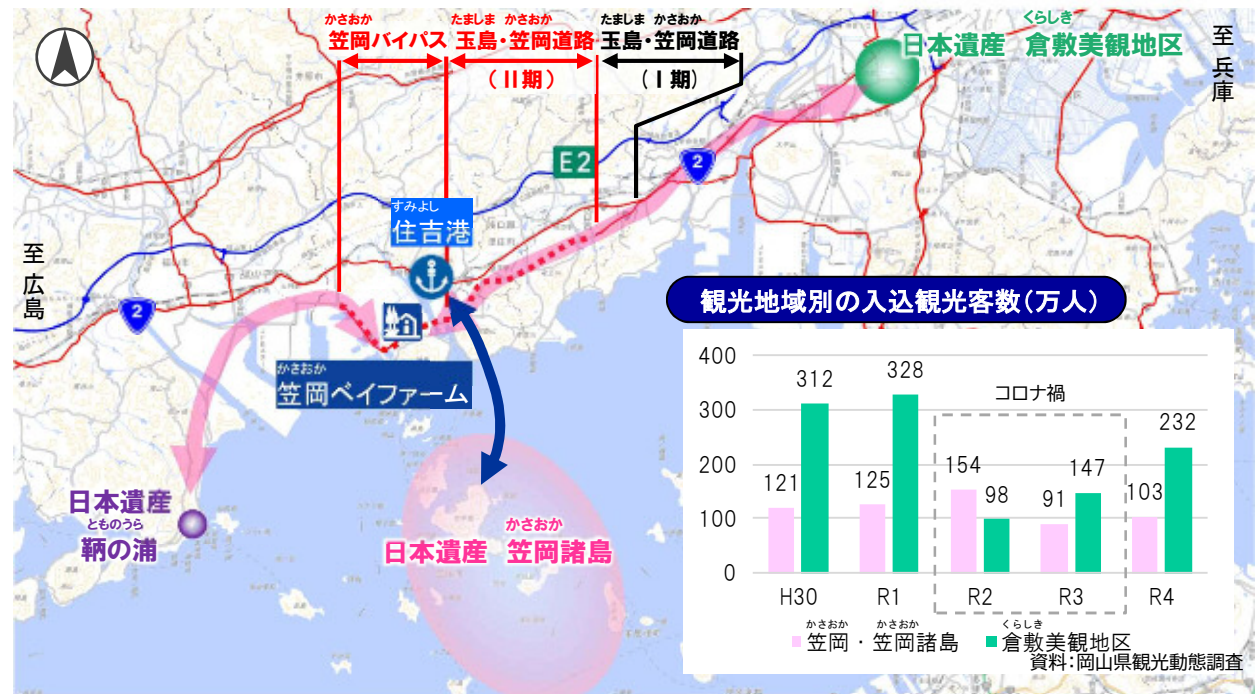 かさおか
笠岡バイパス
たましま かさおか
玉島・笠岡道路
(Ⅱ期)
たましま かさおか
玉島・笠岡道路
(Ⅰ期)
くらしき
日本遺産 倉敷美観地区
至兵庫
E2
2
すみよし
住吉港
至広島
2
かさおか
笠岡ベイファーム
日本遺産
とものうら
鞆の浦
かさおか
日本遺産 笠岡諸島
観光地域別の入込観光客数(万人)
400
300
200
100
0
コロナ禍
121
312
125
328
154
98
91
147
103
232
H30
R1
R2
R3
R4
かさおか かさおか
笠岡・笠岡諸島
くらしき
倉敷美観地区
資料:岡山県観光動態調査